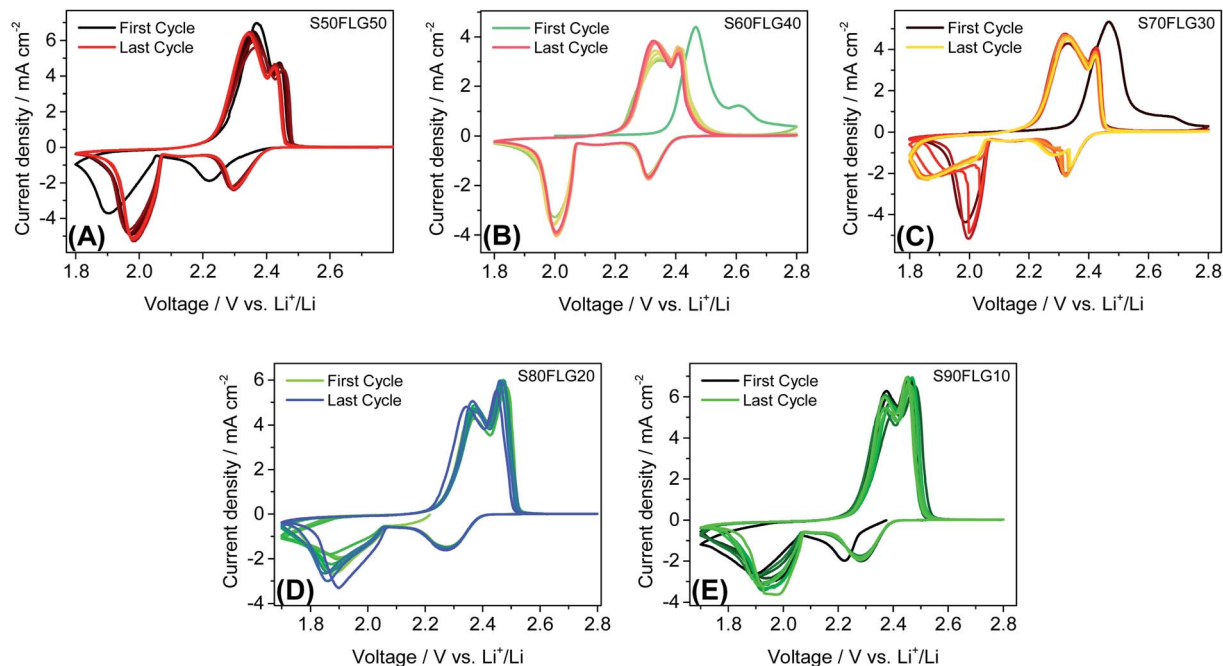 S50FLG50
First Cycle
Last Cycle
Current density / mA cm⁻²
6
4
2
0
-2
-4
(A)
1.8 2.0 2.2 2.4 2.6
Voltage / V vs. Li⁺/Li
S60FLG40
First Cycle
Last Cycle
Current density / mA cm⁻²
4
2
0
-2
-4
(B)
1.8 2.0 2.2 2.4 2.6 2.8
Voltage / V vs. Li⁺/Li
S70FLG30
First Cycle
Last Cycle
Current density / mA cm⁻²
4
2
0
-2
-4
(C)
1.8 2.0 2.2 2.4 2.6 2.8
Voltage / V vs. Li⁺/Li
S80FLG20
First Cycle
Last Cycle
Current density / mA cm⁻²
6
4
2
0
-2
-4
(D)
1.8 2.0 2.2 2.4 2.6 2.8
Voltage / V vs. Li⁺/Li
S90FLG10
First Cycle
Last Cycle
Current density / mA cm⁻²
6
4
2
0
-2
-4
(E)
1.8 2.0 2.2 2.4 2.6 2.8
Voltage / V vs. Li⁺/Li